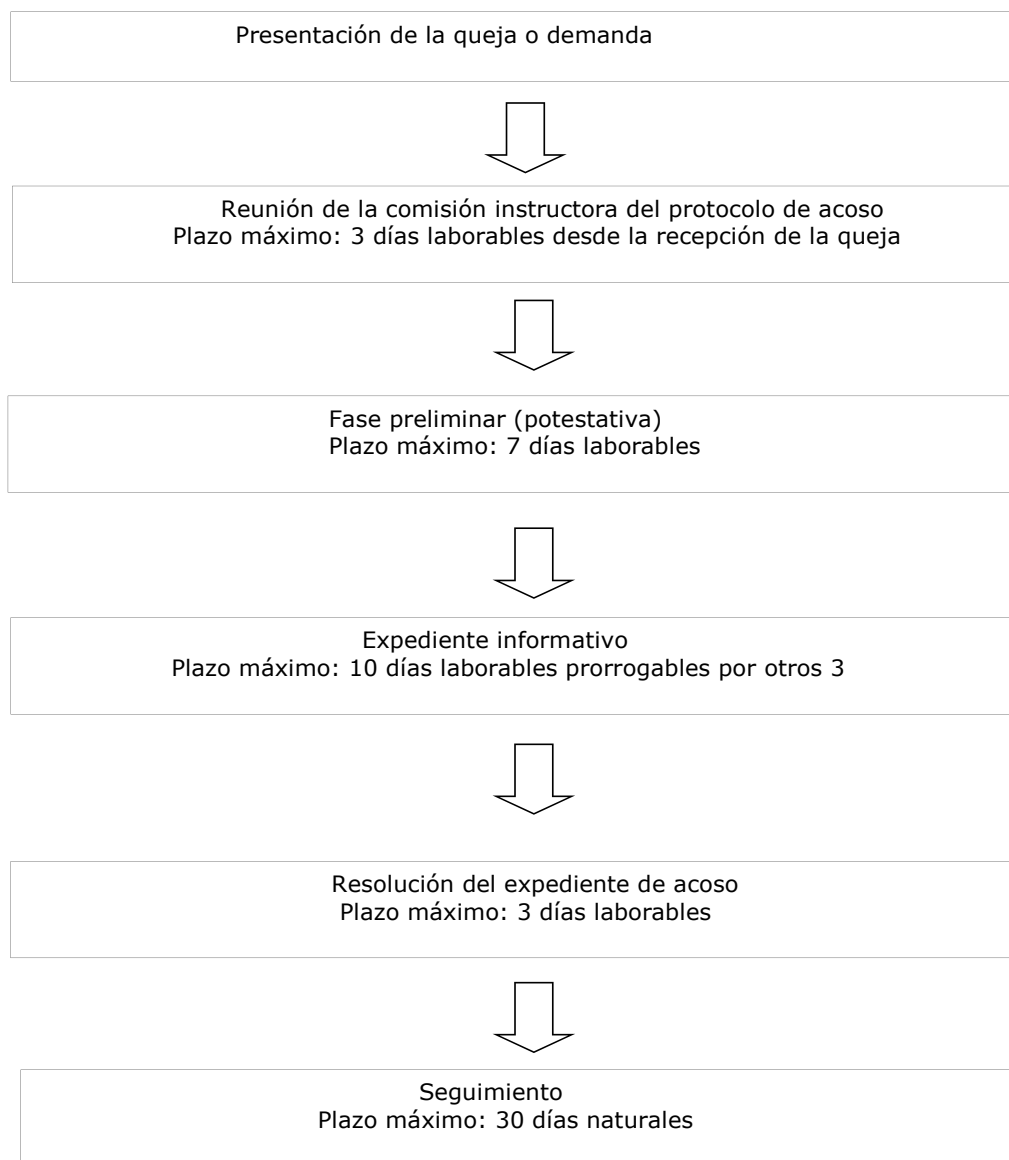 Presentación de la queja o demanda
Reunión de la comisión instructora del protocolo de acoso
Plazo máximo: 3 días laborables desde la recepción de la queja
Fase preliminar (potestativa)
Plazo máximo: 7 días laborables
Expediente informativo
Plazo máximo: 10 días laborables prorrogables por otros 3
Resolución del expediente de acoso
Plazo máximo: 3 días laborables
Seguimiento
Plazo máximo: 30 días naturales